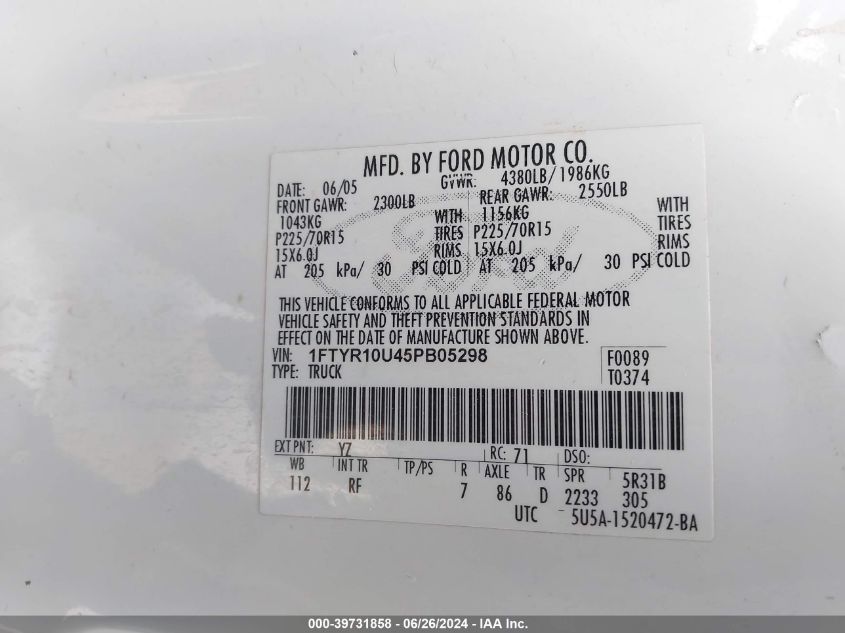 MFD. BY FORD MOTOR CO.
DATE: 06/05 GVWR: 4380LB/1986KG
FRONT GAWR: 2300LB REAR GAWR: 2550LB
1043KG WITH 1156KG WITH
P225/70R15 TIRES P225/70R15 TIRES
15X6.0J RIMS 15X6.0J RIMS
AT 205 kPa/ 30 PSI COLD AT 205 kPa/ 30 PSI COLD
THIS VEHICLE CONFORMS TO ALL APPLICABLE FEDERAL MOTOR
VEHICLE SAFETY AND THEFT PREVENTION STANDARDS IN
EFFECT ON THE DATE OF MANUFACTURE SHOWN ABOVE.
VIN: 1FTYR10U45PB05298 F0089
TYPE: TRUCK T0374
EXT PNT: YZ RC: 71 DSO:
WB INT TR TP/PS R AXLE TR SPR 5R31B
112 RF 7 86 D 2233 305
UTC 5U5A-1520472-BA
000-39731858 - 06/26/2024 - IAA Inc.